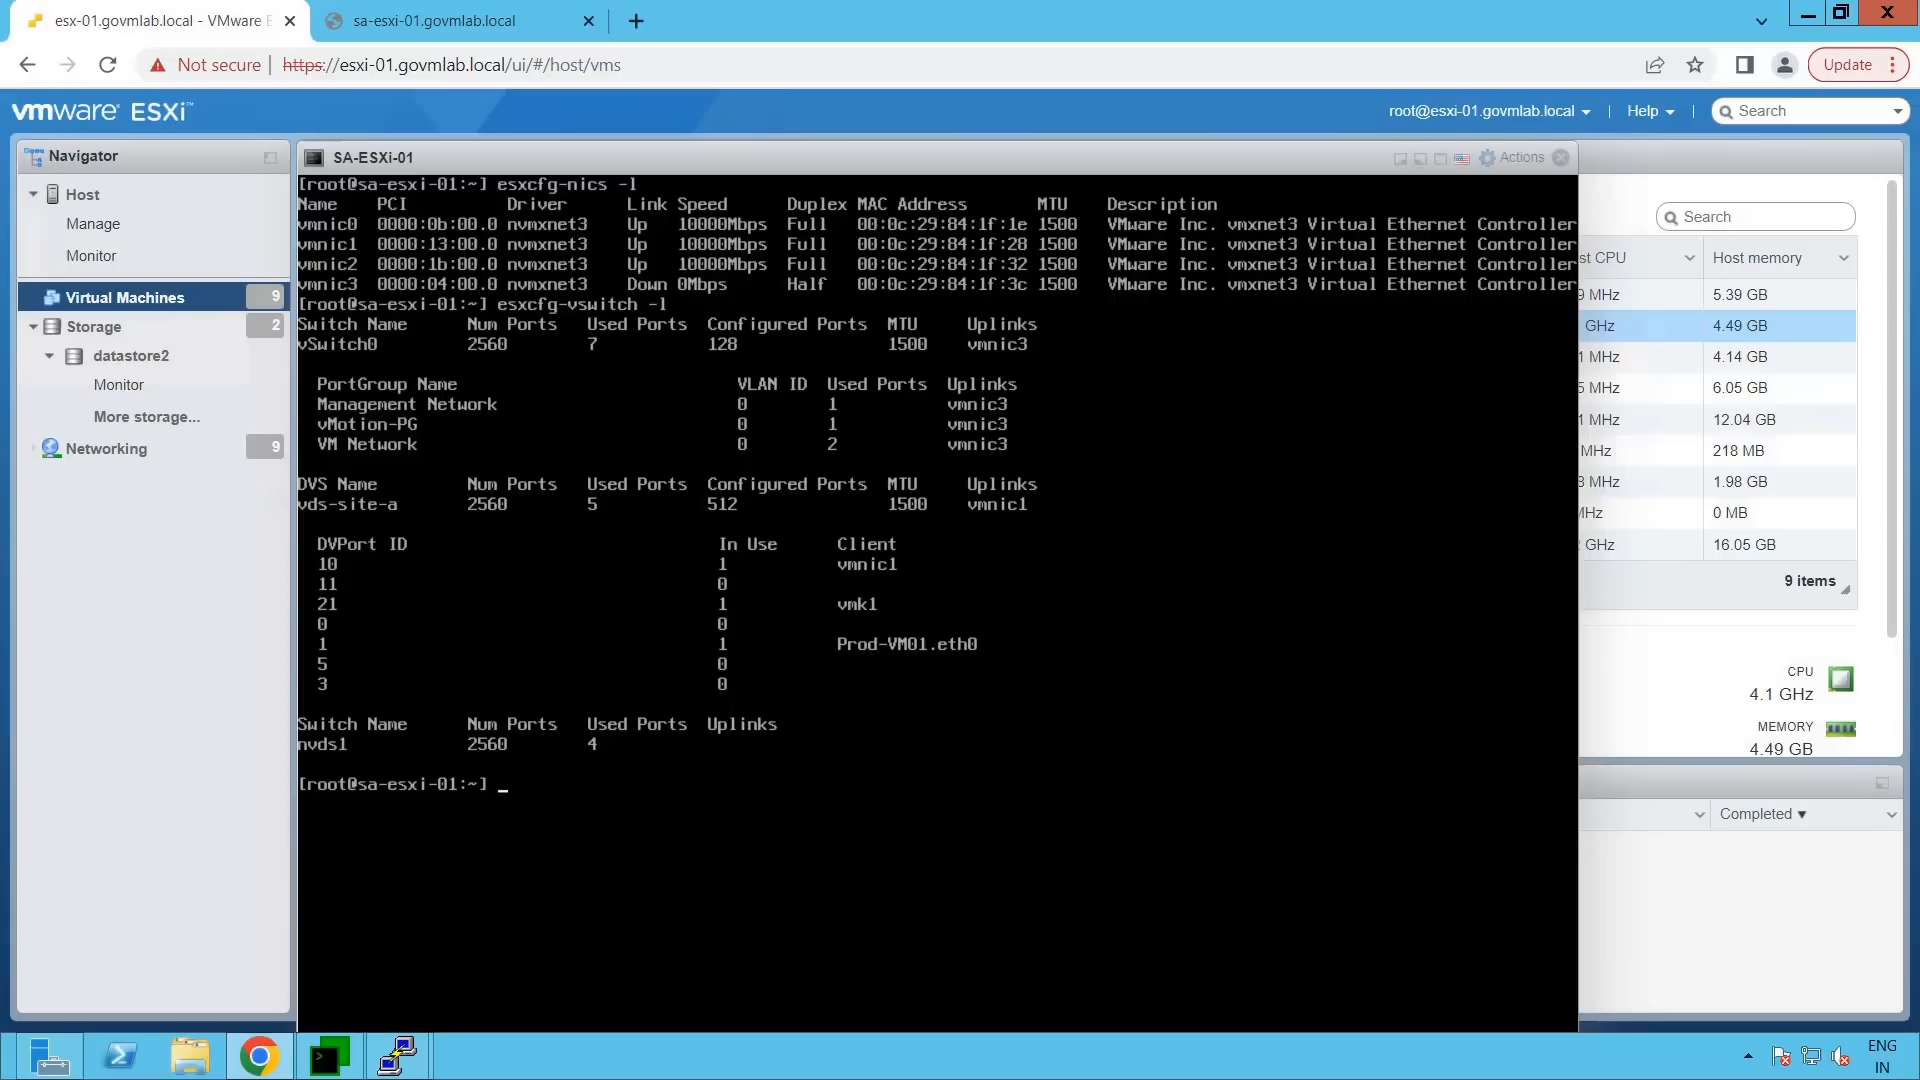 esx-01.govmlab.local - VMware E
sa-esxi-01.govmlab.local
Not secure
https://esxi-01.govmlab.local/ui/#/host/vms
Update
vmware ESXi™
root@esxi-01.govmlab.local
Help
Search
Navigator
Host
Manage
Monitor
Virtual Machines 9
Storage 2
datastore2
Monitor
More storage...
Networking 9
SA-ESXi-01
Actions
[root@sa-esxi-01:~] esxcfg-nics -l
Name PCI Driver Link Speed Duplex MAC Address MTU Description
vmnic0 0000:0b:00.0 nvmxnet3 Up 10000Mbps Full 00:0c:29:84:1f:1e 1500 VMware Inc. vmxnet3 Virtual Ethernet Controller
vmnic1 0000:13:00.0 nvmxnet3 Up 10000Mbps Full 00:0c:29:84:1f:28 1500 VMware Inc. vmxnet3 Virtual Ethernet Controller
vmnic2 0000:1b:00.0 nvmxnet3 Up 10000Mbps Full 00:0c:29:84:1f:32 1500 VMware Inc. vmxnet3 Virtual Ethernet Controller
vmnic3 0000:04:00.0 nvmxnet3 Down 0Mbps Half 00:0c:29:84:1f:3c 1500 VMware Inc. vmxnet3 Virtual Ethernet Controller
[root@sa-esxi-01:~] esxcfg-vswitch -l
Switch Name Num Ports Used Ports Configured Ports MTU Uplinks
vSwitch0 2560 7 128 1500 vmnic3
PortGroup Name VLAN ID Used Ports Uplinks
Management Network 0 1 vmnic3
vMotion-PG 0 1 vmnic3
VM Network 0 2 vmnic3
DVS Name Num Ports Used Ports Configured Ports MTU Uplinks
vds-site-a 2560 5 512 1500 vmnic1
DVPort ID In Use Client
10 1 vmnic1
11 0
21 1 vmk1
0 0
1 1 Prod-VM01.eth0
5 0
3 0
Switch Name Num Ports Used Ports Uplinks
nvds1 2560 4
[root@sa-esxi-01:~] _
Search
st CPU Host memory
9 MHz 5.39 GB
GHz 4.49 GB
1 MHz 4.14 GB
5 MHz 6.05 GB
1 MHz 12.04 GB
MHz 218 MB
8 MHz 1.98 GB
MHz 0 MB
GHz 16.05 GB
9 items
CPU
4.1 GHz
MEMORY
4.49 GB
Completed ▼
ENG
IN